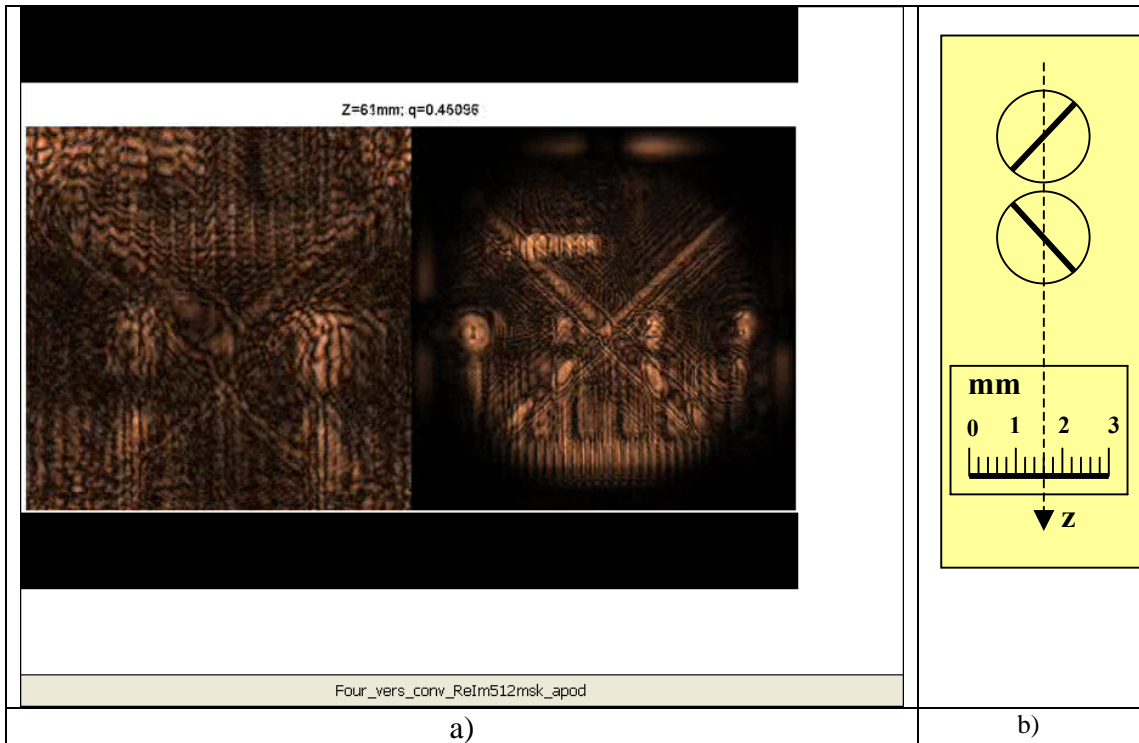 Z=61mm; q=0.45096
Four_vers_conv_ReIm512msk_apod
a)
mm
0 1 2 3
z
b)